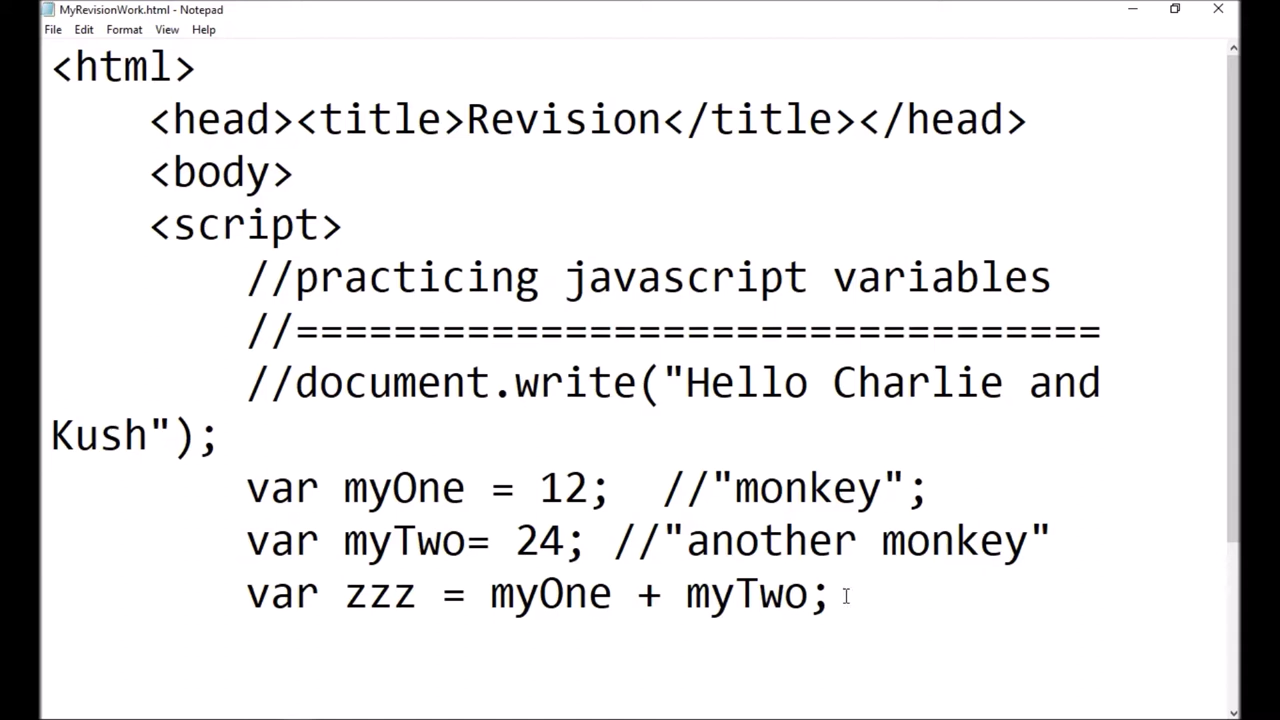 MyRevisionWork.html - Notepad
File Edit Format View Help
<html>
<head><title>Revision</title></head>
<body>
<script>
//practicing javascript variables
//=================================
//document.write("Hello Charlie and
Kush");
var myOne = 12; //"monkey";
var myTwo= 24; //"another monkey"
var zzz = myOne + myTwo;